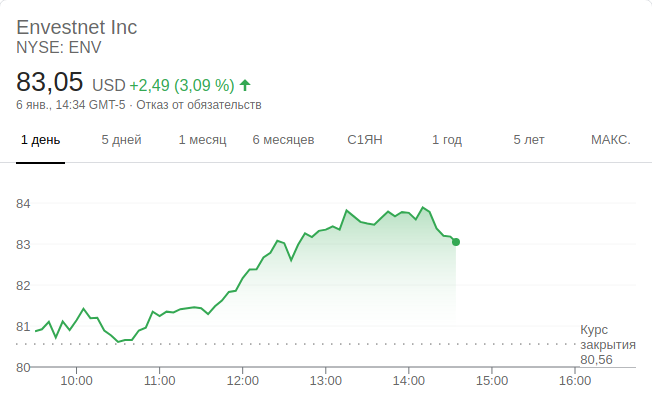 Envestnet Inc
NYSE: ENV
83,05 USD +2,49 (3,09 %)
6 янв., 14:34 GMT-5 · Отказ от обязательств
1 день 5 дней 1 месяц 6 месяцев С1ЯН 1 год 5 лет МАКС.
84
83
82
81
80
Курс
закрытия
80,56
10:00 11:00 12:00 13:00 14:00 15:00 16:00